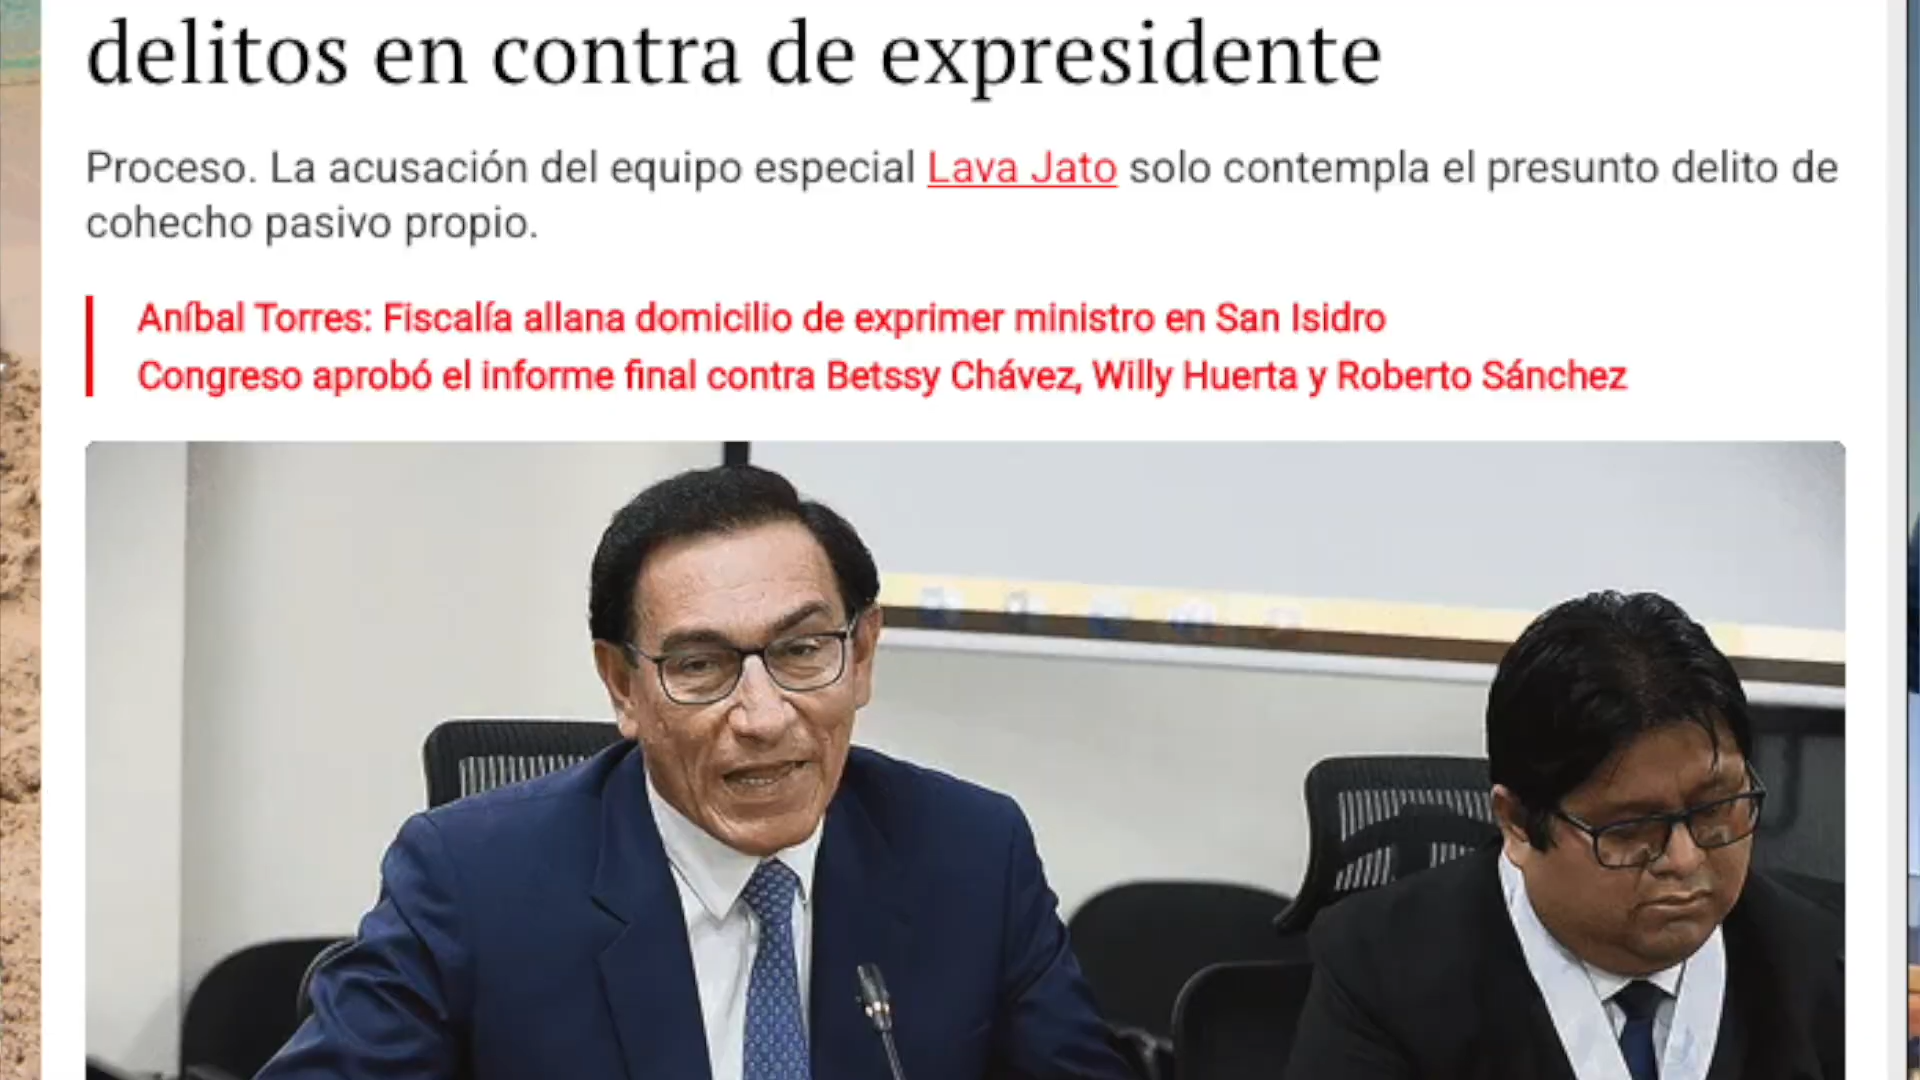 delitos en contra de expresidente
Proceso. La acusación del equipo especial Lava Jato solo contempla el presunto delito de
cohecho pasivo propio.
Aníbal Torres: Fiscalía allana domicilio de exprimer ministro en San Isidro
Congreso aprobó el informe final contra Betssy Chávez, Willy Huerta y Roberto Sánchez